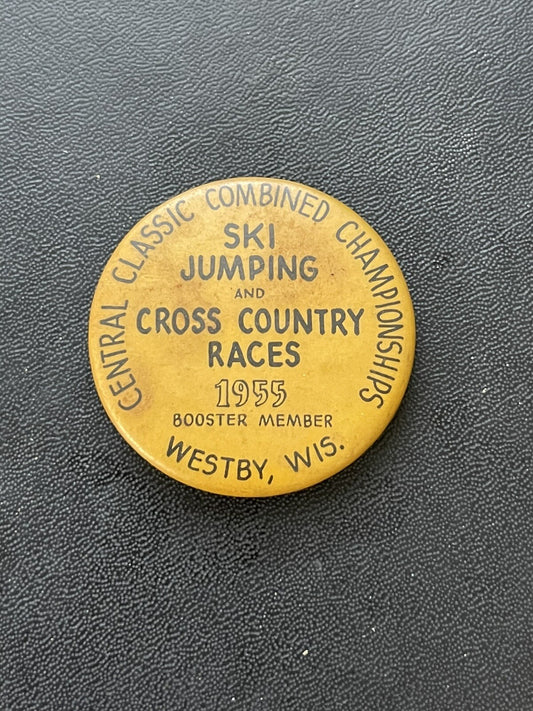 CENTRAL CLASSIC COMBINED CHAMPIONSHIPS
SKI
JUMPING
AND
CROSS COUNTRY
RACES
1955
BOOSTER MEMBER
WESTBY, WIS.